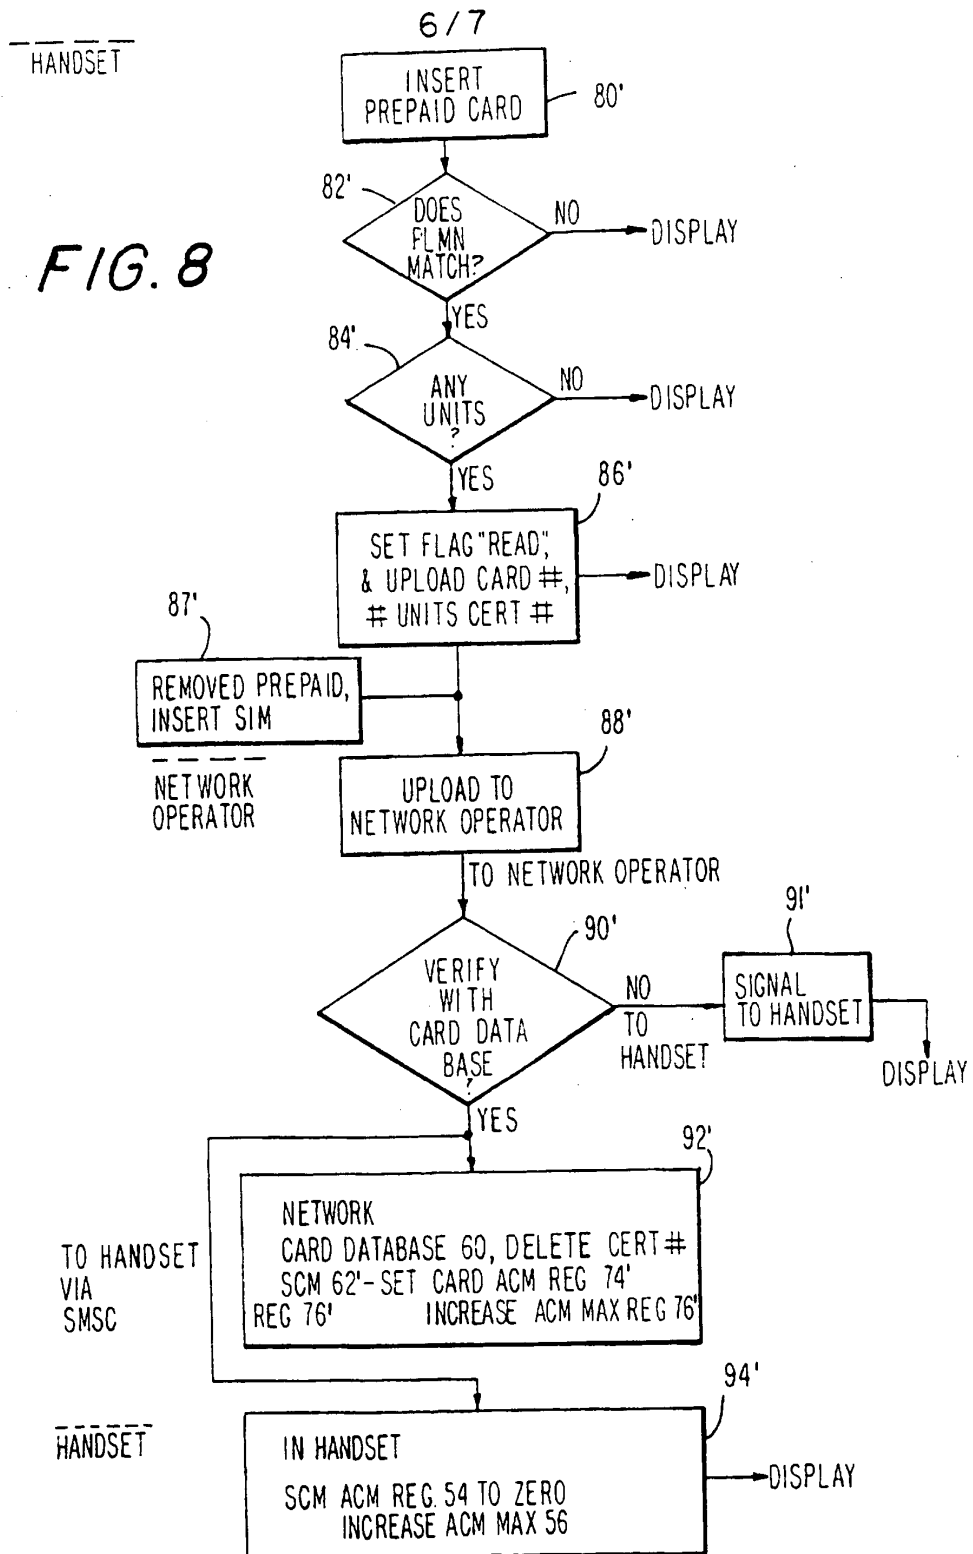 6/7
HANDSET
INSERT
PREPAID CARD
80'
82'
DOES
PLMN
MATCH?
NO
DISPLAY
FIG. 8
YES
84'
ANY
UNITS
?
NO
DISPLAY
YES
86'
SET FLAG "READ",
& UPLOAD CARD #,
# UNITS CERT #
DISPLAY
87'
REMOVED PREPAID,
INSERT SIM
88'
NETWORK
OPERATOR
UPLOAD TO
NETWORK OPERATOR
TO NETWORK OPERATOR
90'
VERIFY
WITH
CARD DATA
BASE
?
NO
TO
HANDSET
91'
SIGNAL
TO HANDSET
DISPLAY
YES
92'
NETWORK
CARD DATABASE 60, DELETE CERT #
SCM 62'-SET CARD ACM REG 74'
REG 76' INCREASE ACM MAX REG 76'
TO HANDSET
VIA
SMSC
94'
HANDSET
IN HANDSET
SCM ACM REG. 54 TO ZERO
INCREASE ACM MAX 56
DISPLAY